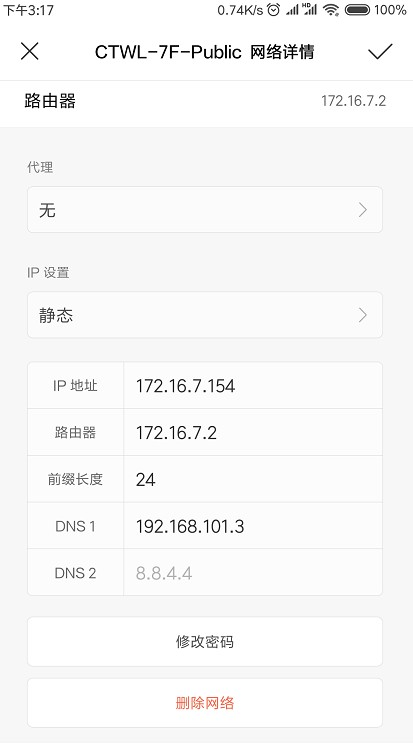 下午3:17 0.74K/s HD 100%
CTWL-7F-Public 网络详情
路由器 172.16.7.2
代理
无
IP 设置
静态
IP 地址 172.16.7.154
路由器 172.16.7.2
前缀长度 24
DNS 1 192.168.101.3
DNS 2 8.8.4.4
修改密码
删除网络